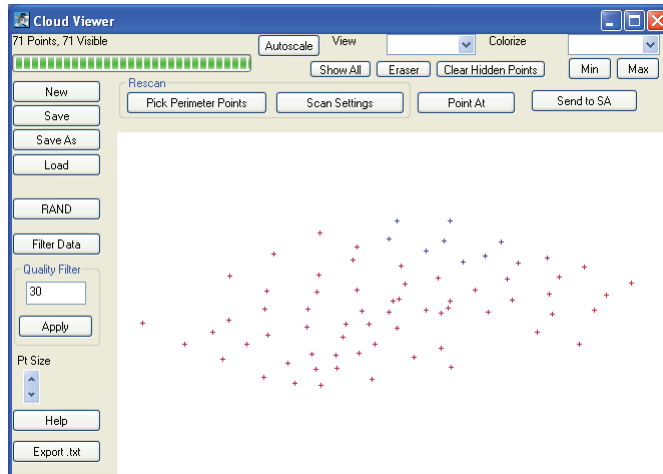 Cloud Viewer
71 Points, 71 Visible
Autoscale View Colorize
Show All Eraser Clear Hidden Points Min Max
Rescan
New Pick Perimeter Points Scan Settings Point At Send to SA
Save
Save As
Load
RAND
Filter Data
Quality Filter
30
Apply
Pt Size
Help
Export .txt